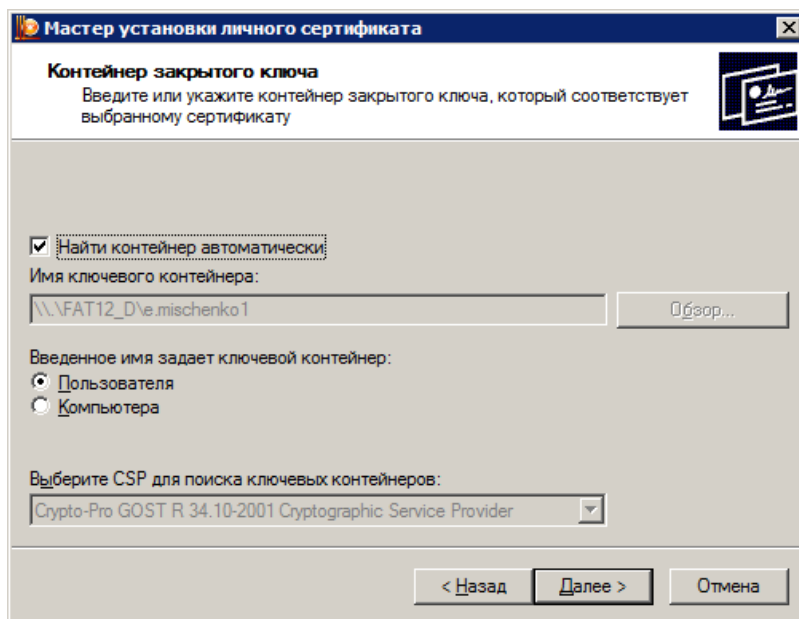 Мастер установки личного сертификата
Контейнер закрытого ключа
Введите или укажите контейнер закрытого ключа, который соответствует
выбранному сертификату
Найти контейнер автоматически
Имя ключевого контейнера:
\\.\FAT12_D\e.mischenko1
Обзор...
Введенное имя задает ключевой контейнер:
Пользователя
Компьютера
Выберите CSP для поиска ключевых контейнеров:
Crypto-Pro GOST R 34.10-2001 Cryptographic Service Provider
< Назад
Далее >
Отмена